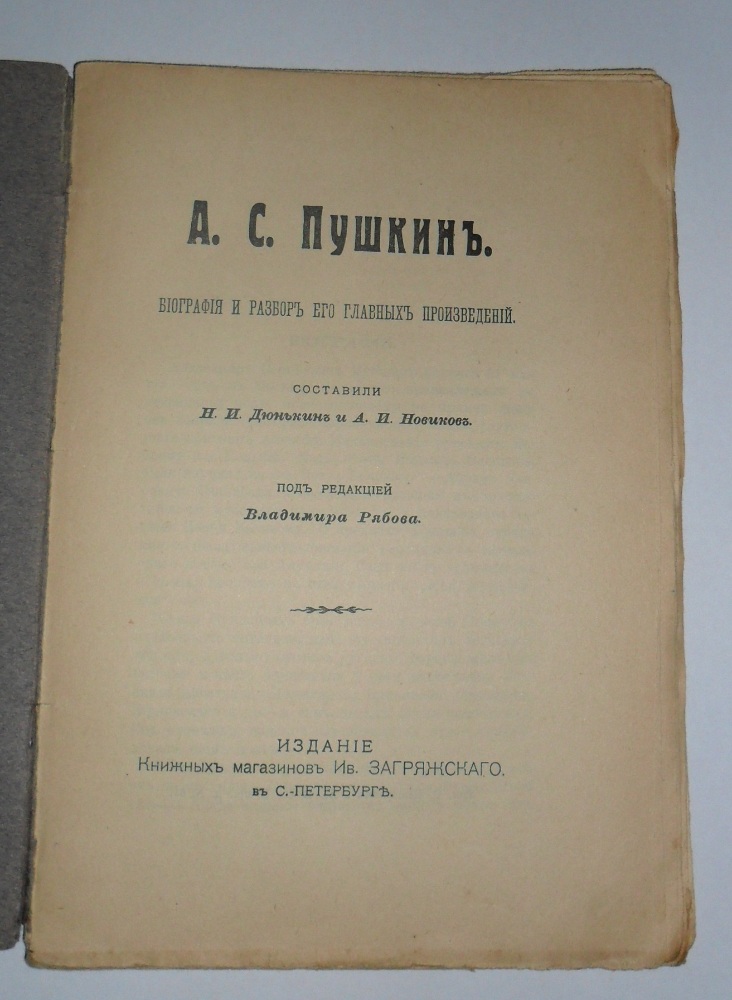 А. С. Пушкинъ.
БІОГРАФІЯ И РАЗБОРЪ ЕГО ГЛАВНЫХЪ ПРОИЗВЕДЕНІЙ.
СОСТАВИЛИ
Н. И. Дюнькинъ и А. И. Новиковъ.
ПОДЪ РЕДАКЦІЕЙ
Владимира Рябова.
ИЗДАНІЕ
Книжныхъ магазиновъ Ив. ЗАГРЯЖСКАГО.
въ С.-ПЕТЕРБУРГѢ.